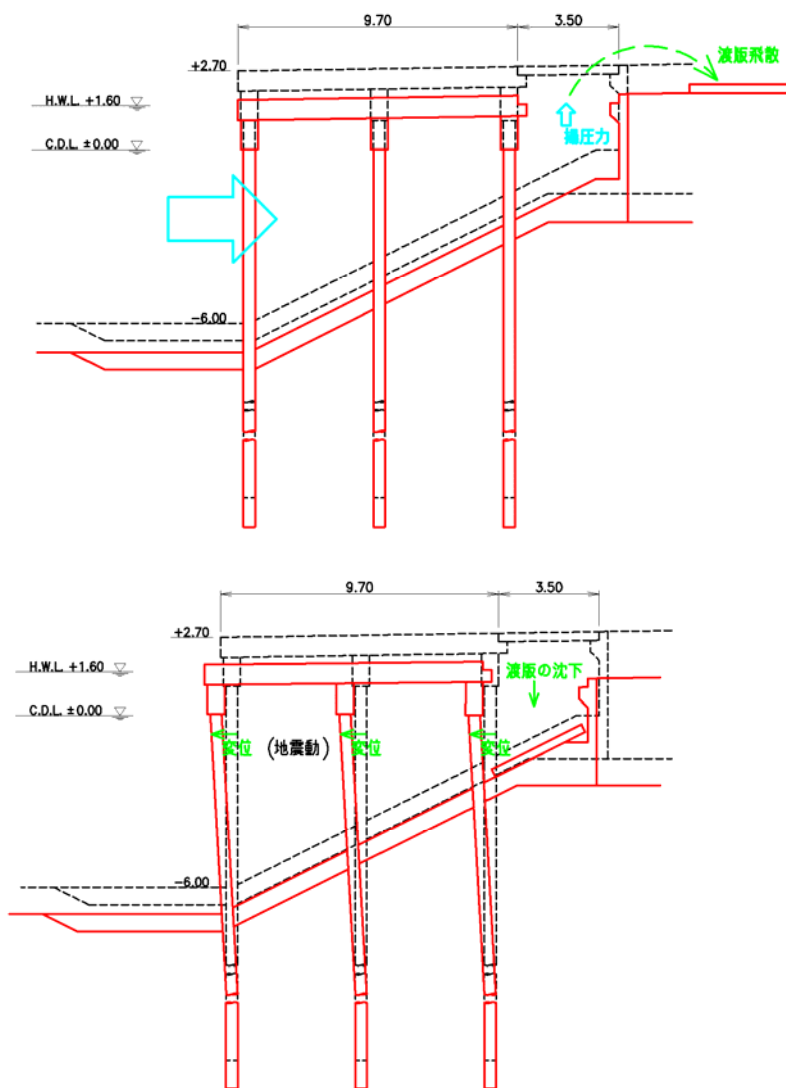 9.70
3.50
渡版飛散
+2.70
H.W.L. +1.60
揚圧力
C.D.L. ±0.00
-6.00
9.70
3.50
+2.70
H.W.L. +1.60
渡版の沈下
C.D.L. ±0.00
変位
(地震動)
変位
変位
-6.00